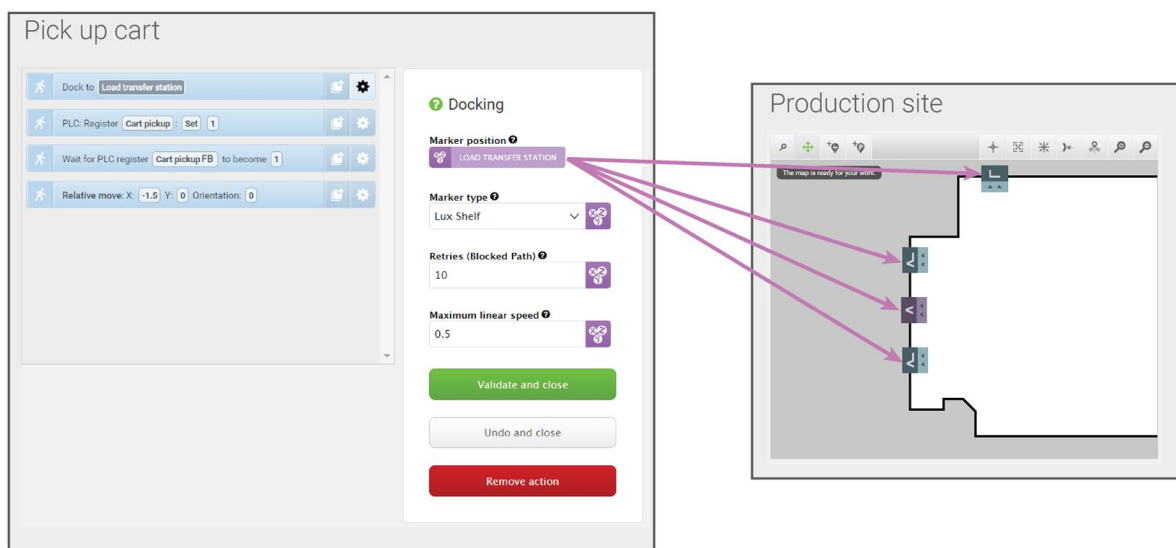 Pick up cart
Dock to Load transfer station
PLC: Register Cart pickup : Set 1
Wait for PLC register Cart pickup FB to become 1
Relative move: X: -1.5 Y: 0 Orientation: 0
Docking
Marker position
LOAD TRANSFER STATION
Marker type
Lux Shelf
Retries (Blocked Path)
10
Maximum linear speed
0.5
Validate and close
Undo and close
Remove action
Production site
The map is ready for your work.